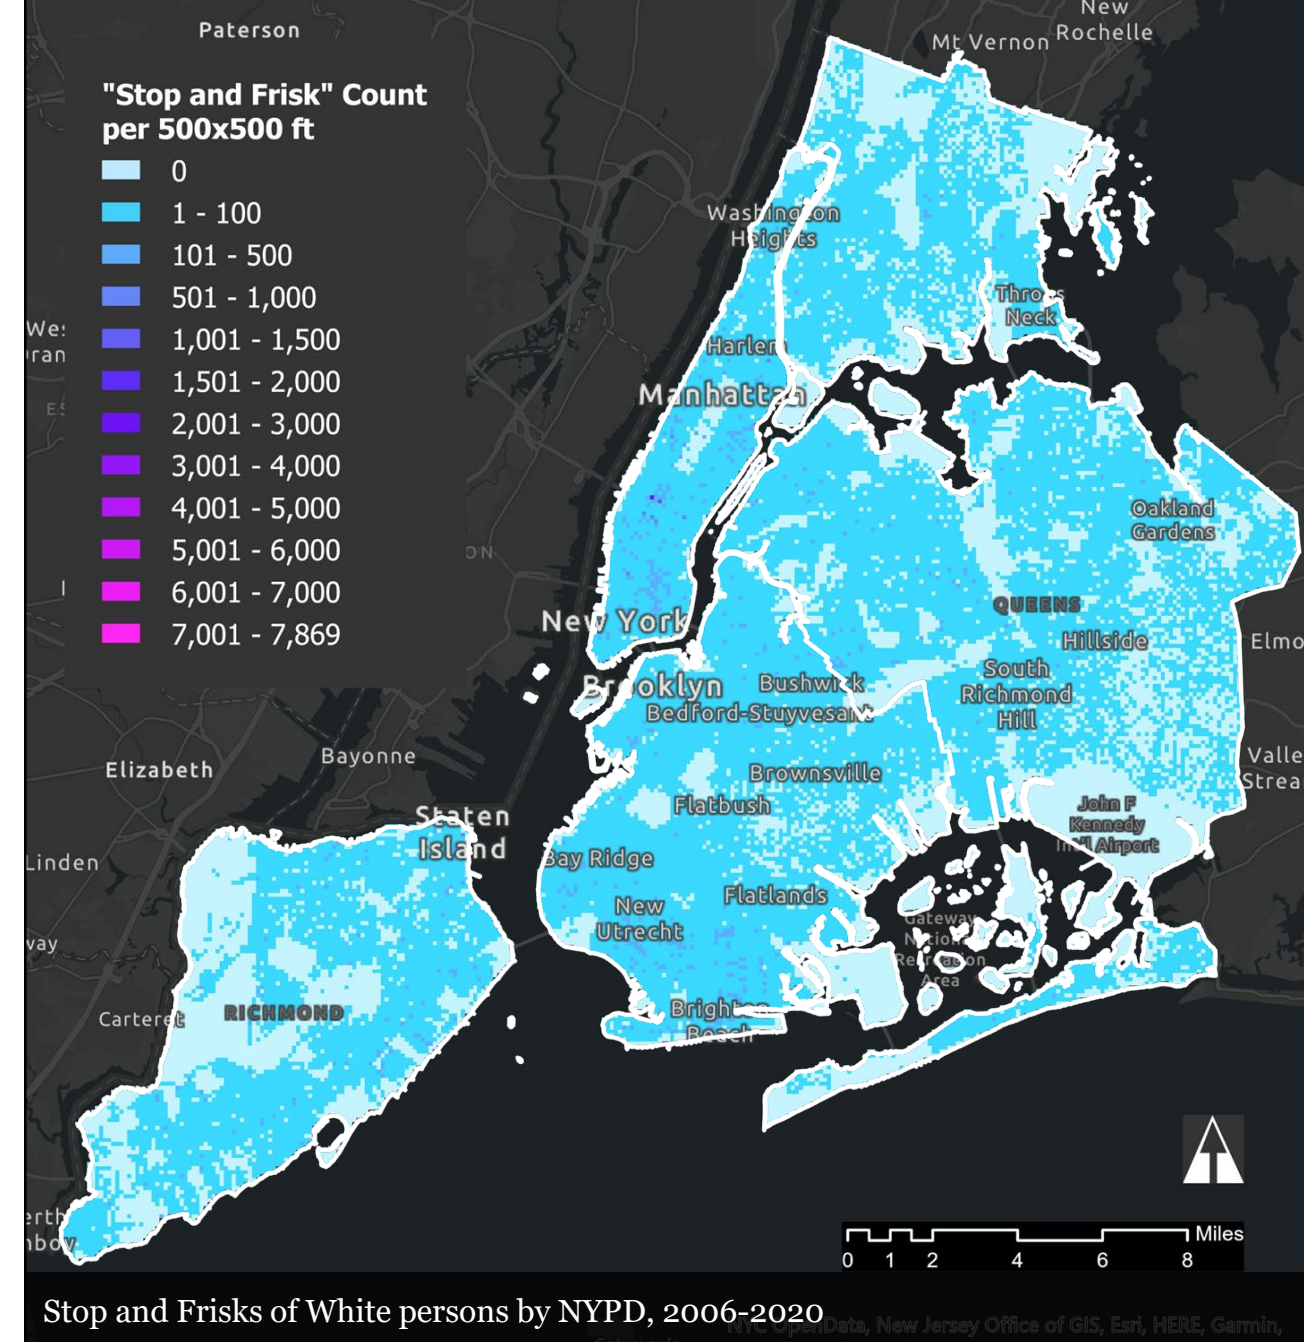 Paterson
New
Rochelle
Mt Vernon
"Stop and Frisk" Count
per 500x500 ft
0
1 - 100
101 - 500
501 - 1,000
1,001 - 1,500
1,501 - 2,000
2,001 - 3,000
3,001 - 4,000
4,001 - 5,000
5,001 - 6,000
6,001 - 7,000
7,001 - 7,869
Washington
Heights
Throgs
Neck
Harlem
Manhattan
Oakland
Gardens
QUEENS
New York
Hillside
Elmo
South
Richmond
Hill
Brooklyn
Bushwick
Bedford-Stuyvesant
Brownsville
Flatbush
Valle
Strea
John F
Kennedy
Int'l Airport
Bayonne
Elizabeth
Staten
Island
Linden
Bay Ridge
Flatlands
New
Utrecht
Gateway
National
Recreation
Area
way
Carteret
RICHMOND
Brighton
Beach
erth
mboy
Miles
0 1 2 4 6 8
Stop and Frisks of White persons by NYPD, 2006-2020
NYC OpenData, New Jersey Office of GIS, Esri, HERE, Garmin,